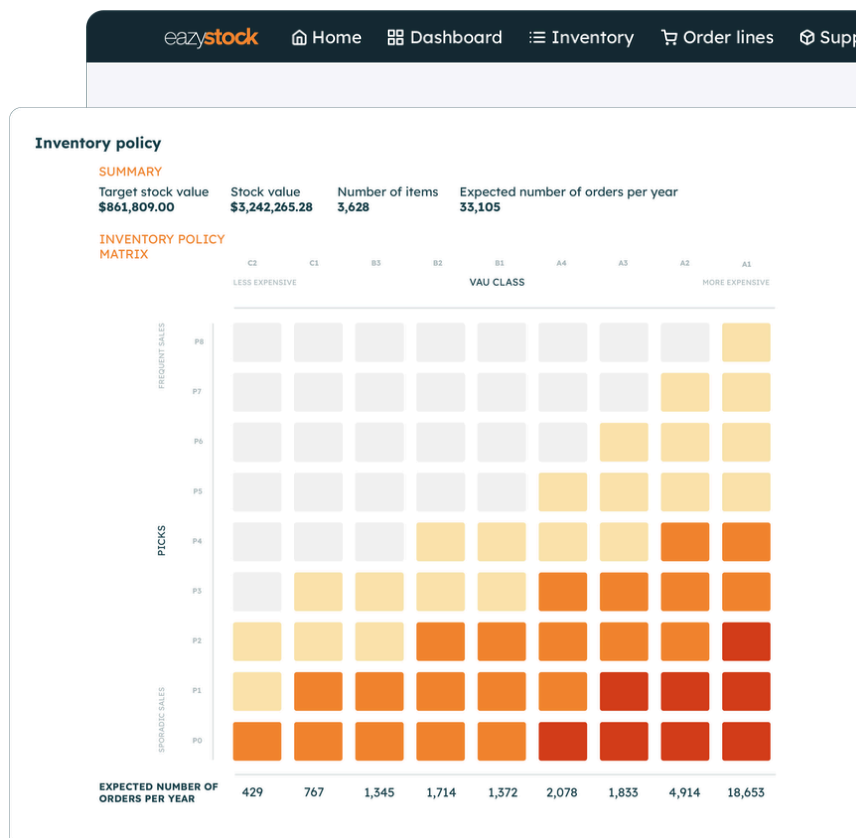 eazystock Home Dashboard Inventory Order lines Supp
Inventory policy
SUMMARY
Target stock value Stock value Number of items Expected number of orders per year
$861,809.00 $3,242,265.28 3,628 33,105
INVENTORY POLICY
MATRIX
C2 C1 B3 B2 B1 A4 A3 A2 A1
LESS EXPENSIVE VAU CLASS MORE EXPENSIVE
FREQUENT SALES
P8
P7
P6
P5
PICKS
P4
P3
P2
P1
SPORADIC SALES
P0
EXPECTED NUMBER OF
ORDERS PER YEAR
429 767 1,345 1,714 1,372 2,078 1,833 4,914 18,653